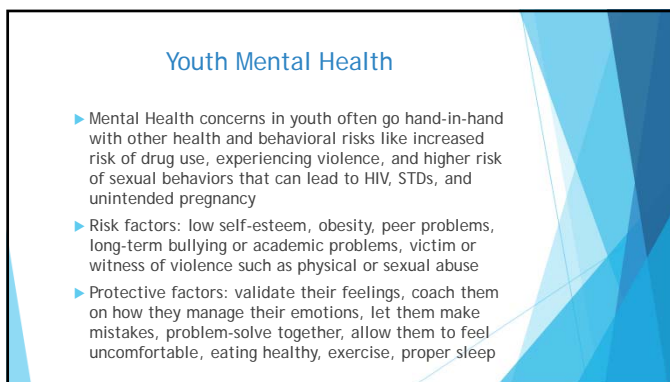 Youth Mental Health
Mental Health concerns in youth often go hand-in-hand
with other health and behavioral risks like increased
risk of drug use, experiencing violence, and higher risk
of sexual behaviors that can lead to HIV, STDs, and
unintended pregnancy
Risk factors: low self-esteem, obesity, peer problems,
long-term bullying or academic problems, victim or
witness of violence such as physical or sexual abuse
Protective factors: validate their feelings, coach them
on how they manage their emotions, let them make
mistakes, problem-solve together, allow them to feel
uncomfortable, eating healthy, exercise, proper sleep